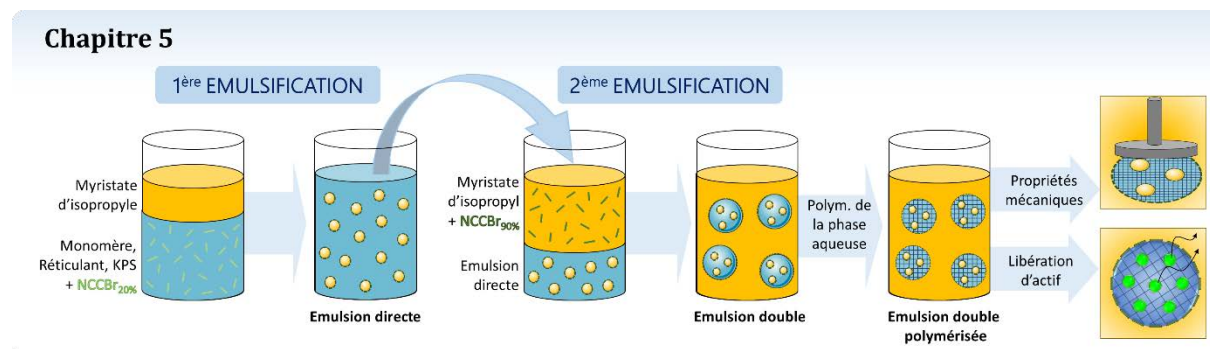 Chapitre 5
1ère EMULSIFICATION
2ème EMULSIFICATION
Myristate
d'isopropyle
Monomère,
Réticulant, KPS
+ NCCBr20%
Emulsion directe
Myristate
d'isopropyl
+ NCCBr90%
Emulsion
directe
Emulsion double
Polym. de
la phase
aqueuse
Emulsion double
polymérisée
Propriétés
mécaniques
Libération
d'actif